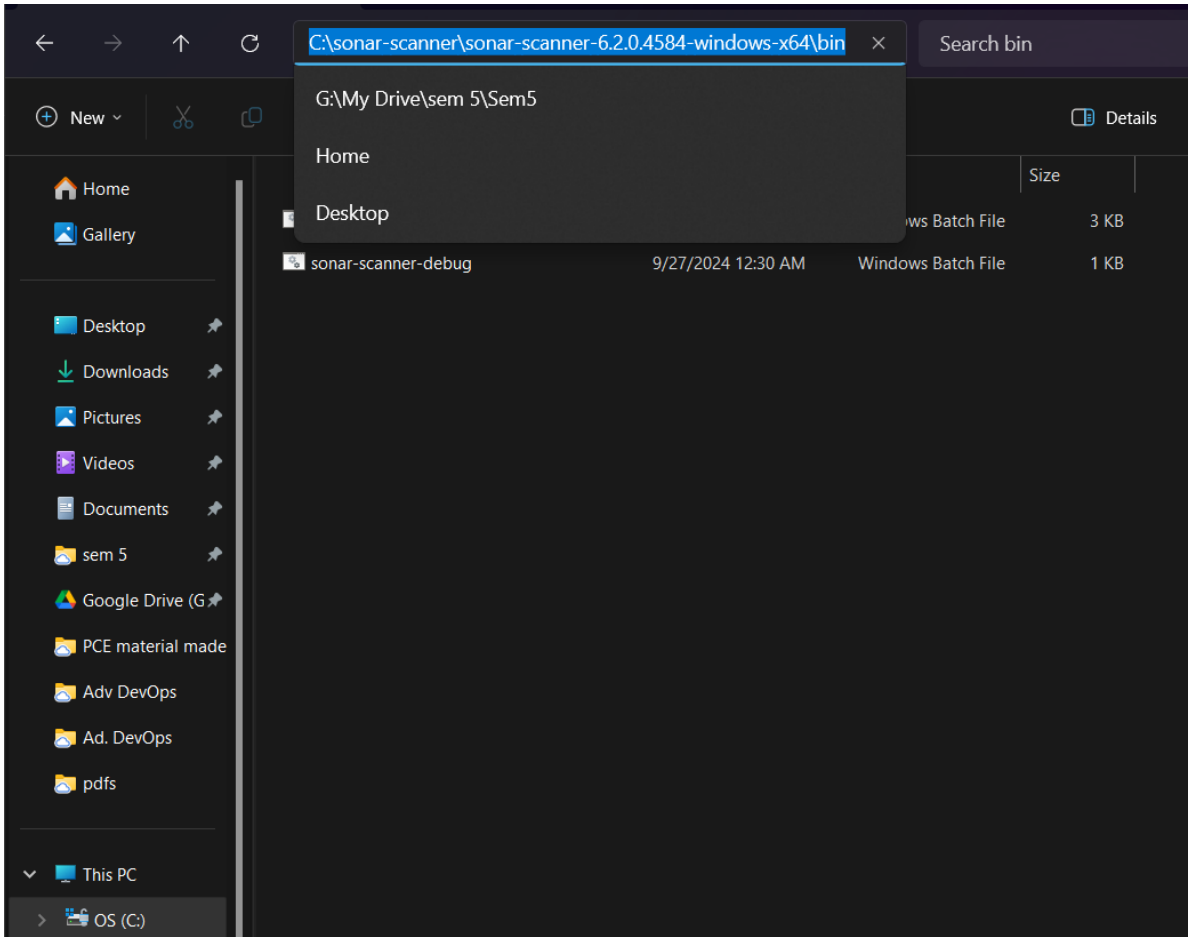 C:\sonar-scanner\sonar-scanner-6.2.0.4584-windows-x64\bin
Search bin
G:\My Drive\sem 5\Sem5
Home
Desktop
New
Details
Size
Home
Gallery
Batch File 3 KB
sonar-scanner-debug 9/27/2024 12:30 AM Windows Batch File 1 KB
Desktop
Downloads
Pictures
Videos
Documents
sem 5
Google Drive (G
PCE material made
Adv DevOps
Ad. DevOps
pdfs
This PC
OS (C:)